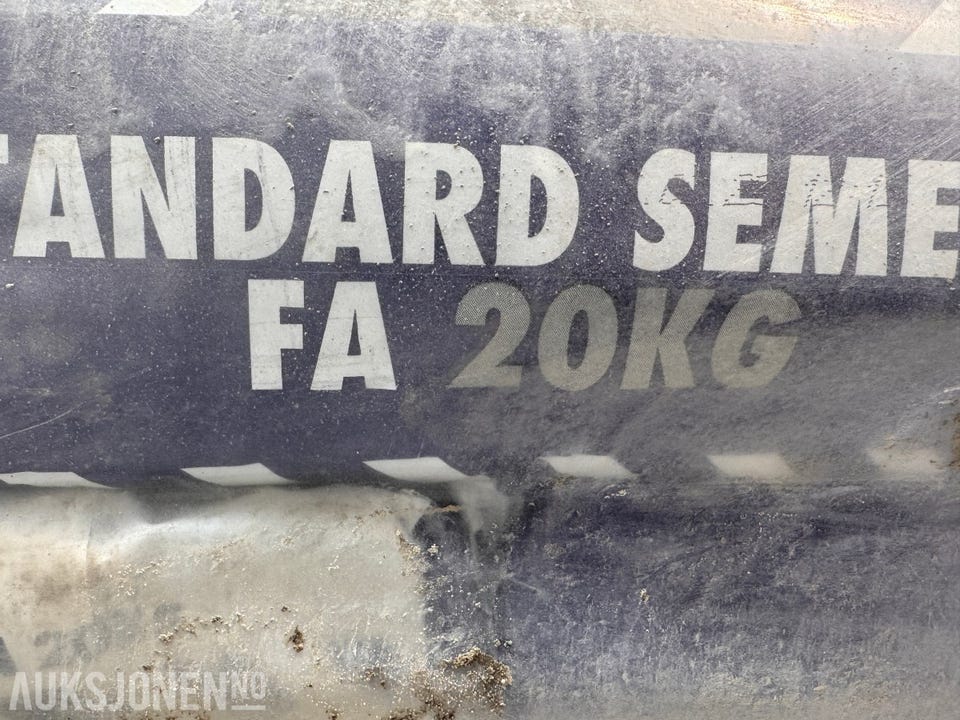 TANDARD SEME
FA 20KG
AUKSJONEN.NO